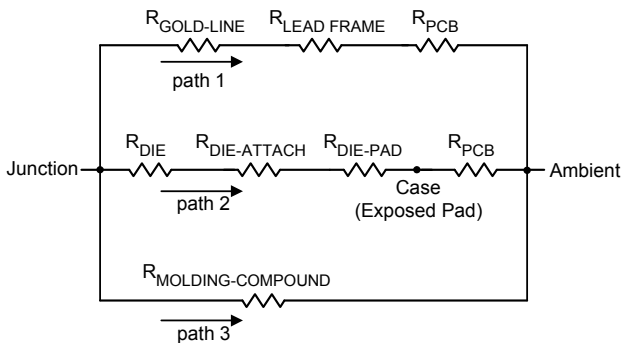 RGOLD-LINE RLEAD FRAME RPCB
path 1
RDIE RDIE-ATTACH RDIE-PAD RPCB
Junction Ambient
path 2
Case
(Exposed Pad)
RMOLDING-COMPOUND
path 3